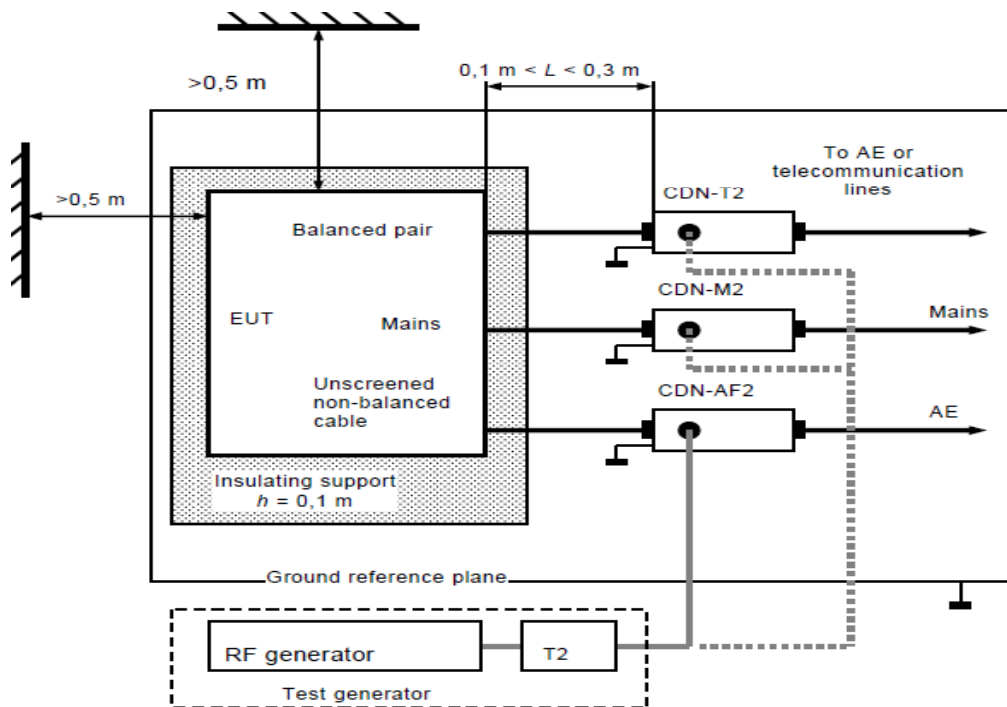 >0,5 m
0,1 m < L < 0,3 m
>0,5 m
To AE or
telecommunication
lines
CDN-T2
Balanced pair
CDN-M2
EUT
Mains
Mains
Unscreened
non-balanced
cable
CDN-AF2
AE
Insulating support
h = 0,1 m
Ground reference plane
RF generator
T2
Test generator